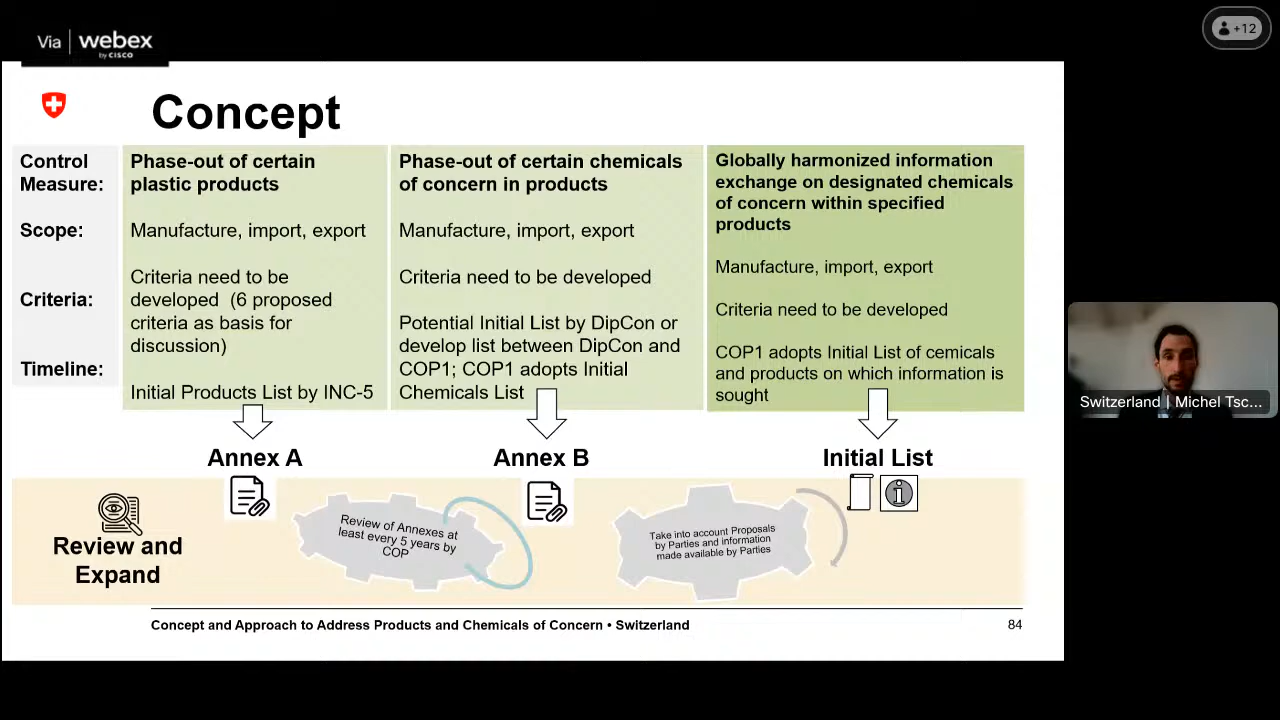 Via | webex
by CISCO
+12
Concept
Control
Measure:
Scope:
Criteria:
Timeline:
Phase-out of certain
plastic products
Manufacture, import, export
Criteria need to be
developed (6 proposed
criteria as basis for
discussion)
Initial Products List by INC-5
Phase-out of certain chemicals
of concern in products
Manufacture, import, export
Criteria need to be developed
Potential Initial List by DipCon or
develop list between DipCon and
COP1; COP1 adopts Initial
Chemicals List
Globally harmonized information
exchange on designated chemicals
of concern within specified
products
Manufacture, import, export
Criteria need to be developed
COP1 adopts Initial List of cemicals
and products on which information is
sought
Annex A
Annex B
Initial List
Review and
Expand
Review of Annexes at
least every 5 years by
COP
Take into account Proposals
by Parties and information
made available by Parties
Concept and Approach to Address Products and Chemicals of Concern • Switzerland
84
Switzerland | Michel Tsc...